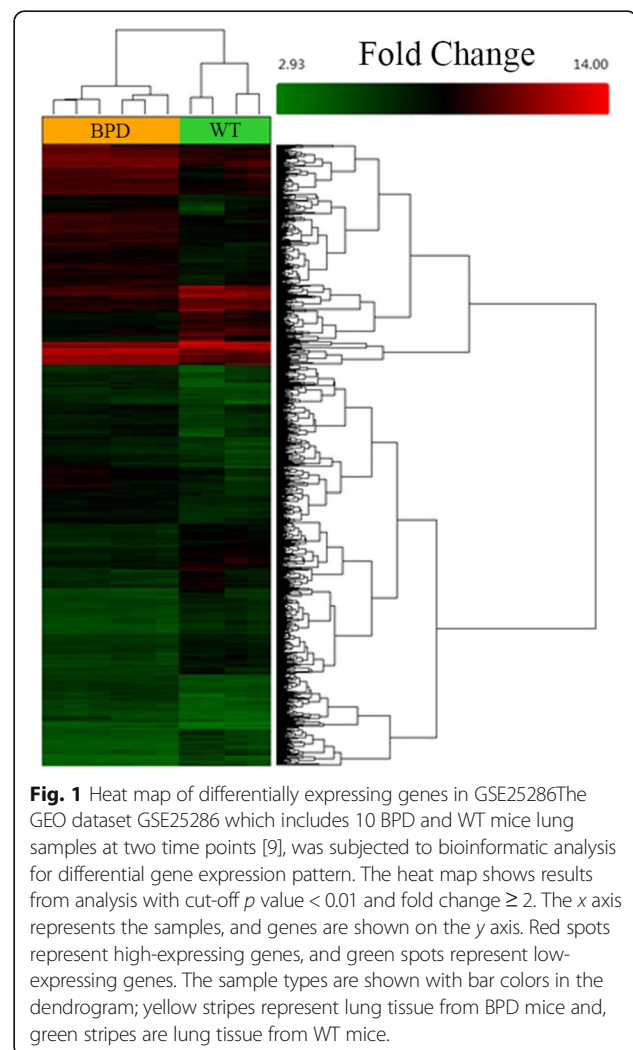 Fold Change
2.93
14.00
BPD
WT
Fig. 1 Heat map of differentially expressing genes in GSE25286The
GEO dataset GSE25286 which includes 10 BPD and WT mice lung
samples at two time points [9], was subjected to bioinformatic analysis
for differential gene expression pattern. The heat map shows results
from analysis with cut-off p value < 0.01 and fold change ≥ 2. The x axis
represents the samples, and genes are shown on the y axis. Red spots
represent high-expressing genes, and green spots represent low-
expressing genes. The sample types are shown with bar colors in the
dendrogram; yellow stripes represent lung tissue from BPD mice and,
green stripes are lung tissue from WT mice.